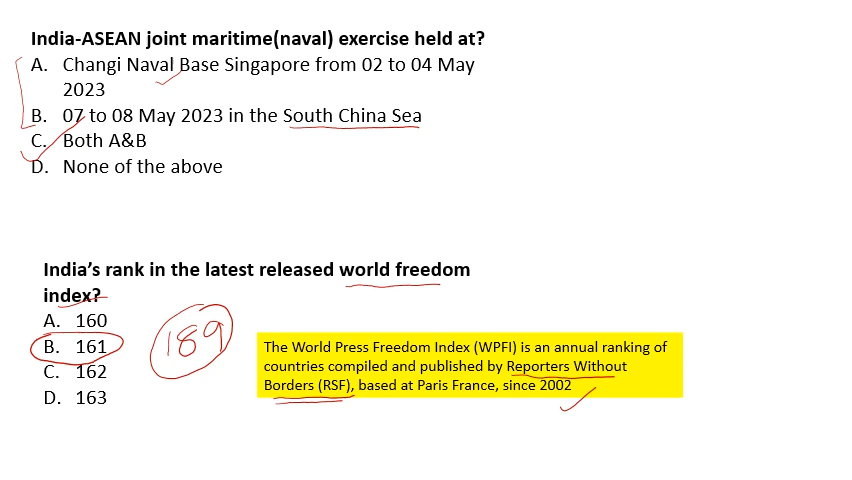 India-ASEAN joint maritime(naval) exercise held at?
A. Changi Naval Base Singapore from 02 to 04 May
2023
B. 07 to 08 May 2023 in the South China Sea
C. Both A&B
D. None of the above
India's rank in the latest released world freedom
index?
A. 160
B. 161
C. 162
D. 163
189
The World Press Freedom Index (WPFI) is an annual ranking of
countries compiled and published by Reporters Without
Borders (RSF), based at Paris France, since 2002